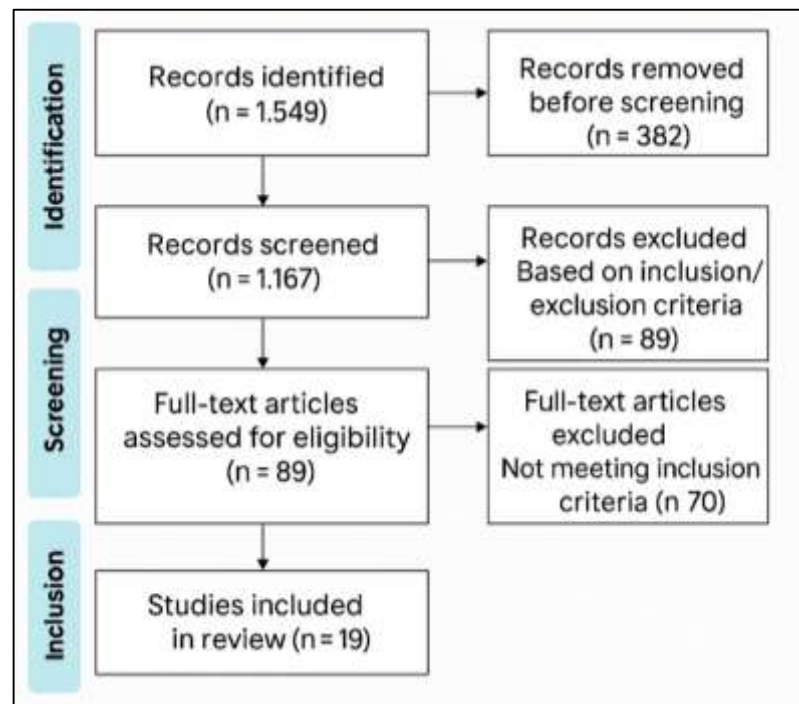 Identification
Records identified
(n = 1.549)
Records removed
before screening
(n = 382)
Records screened
(n = 1.167)
Records excluded
Based on inclusion/
exclusion criteria
(n = 89)
Screening
Full-text articles
assessed for eligibility
(n = 89)
Full-text articles
excluded
Not meeting inclusion
criteria (n 70)
Inclusion
Studies included
in review (n = 19)